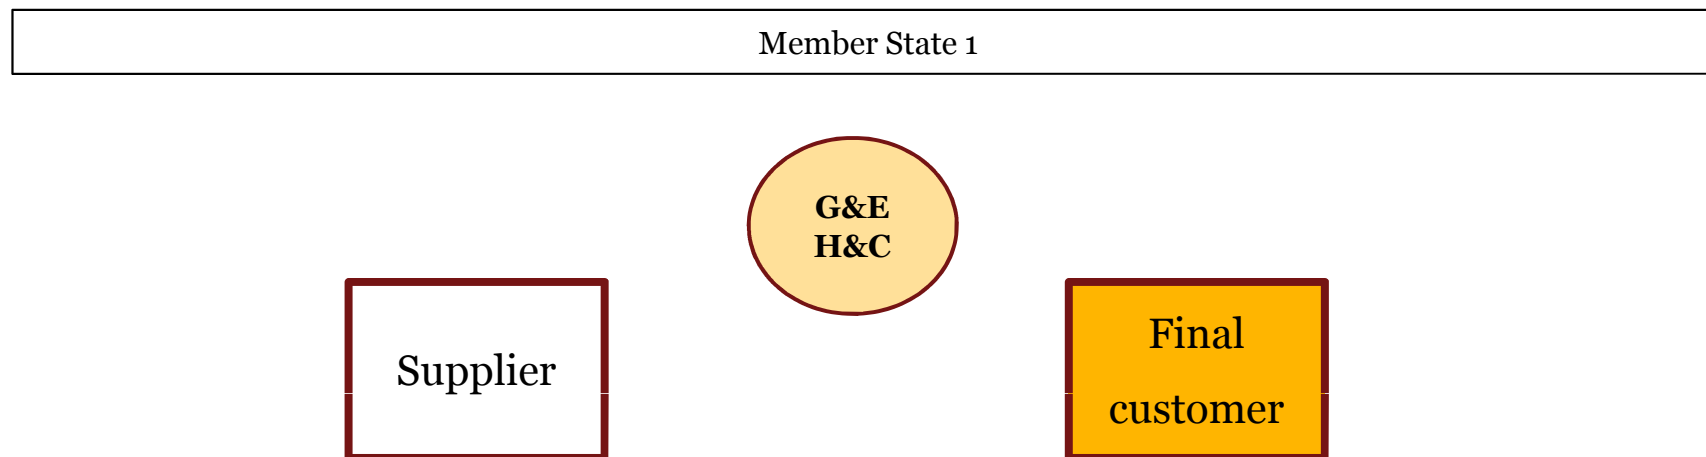 Member State 1
G&E
H&C
Supplier
Final
customer